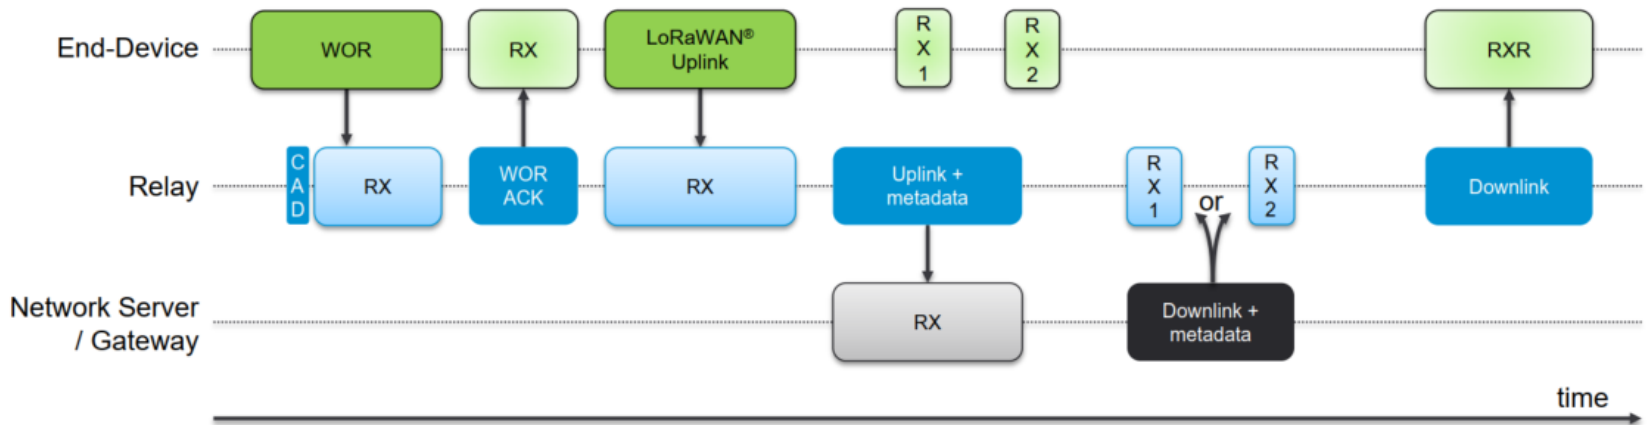 End-Device
WOR
RX
LoRaWAN®
Uplink
R
X
1
R
X
2
RXR
Relay
C
A
D
RX
WOR
ACK
RX
Uplink +
metadata
R
X
1
or
R
X
2
Downlink
Network Server
/ Gateway
RX
Downlink +
metadata
time